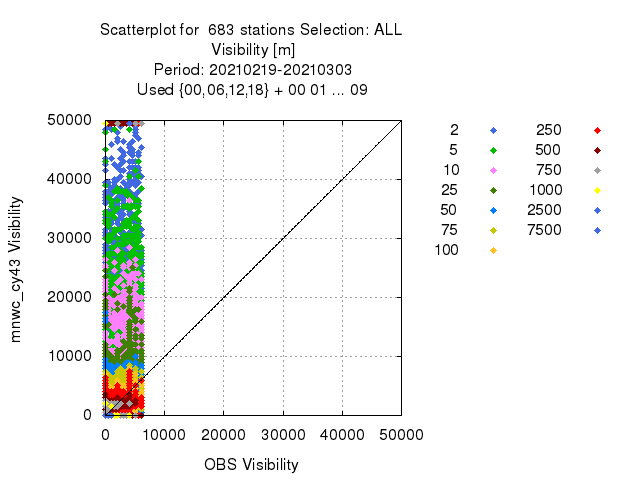 Scatterplot for  683 stations Selection: ALL
Visibility [m]
Period: 20210219-20210303
Used {00,06,12,18} + 00 01 ... 09
mnwc_cy43 Visibility
50000
40000
30000
20000
10000
0
0 10000 20000 30000 40000 50000
OBS Visibility
2 250
5 500
10 750
25 1000
50 2500
75 7500
100